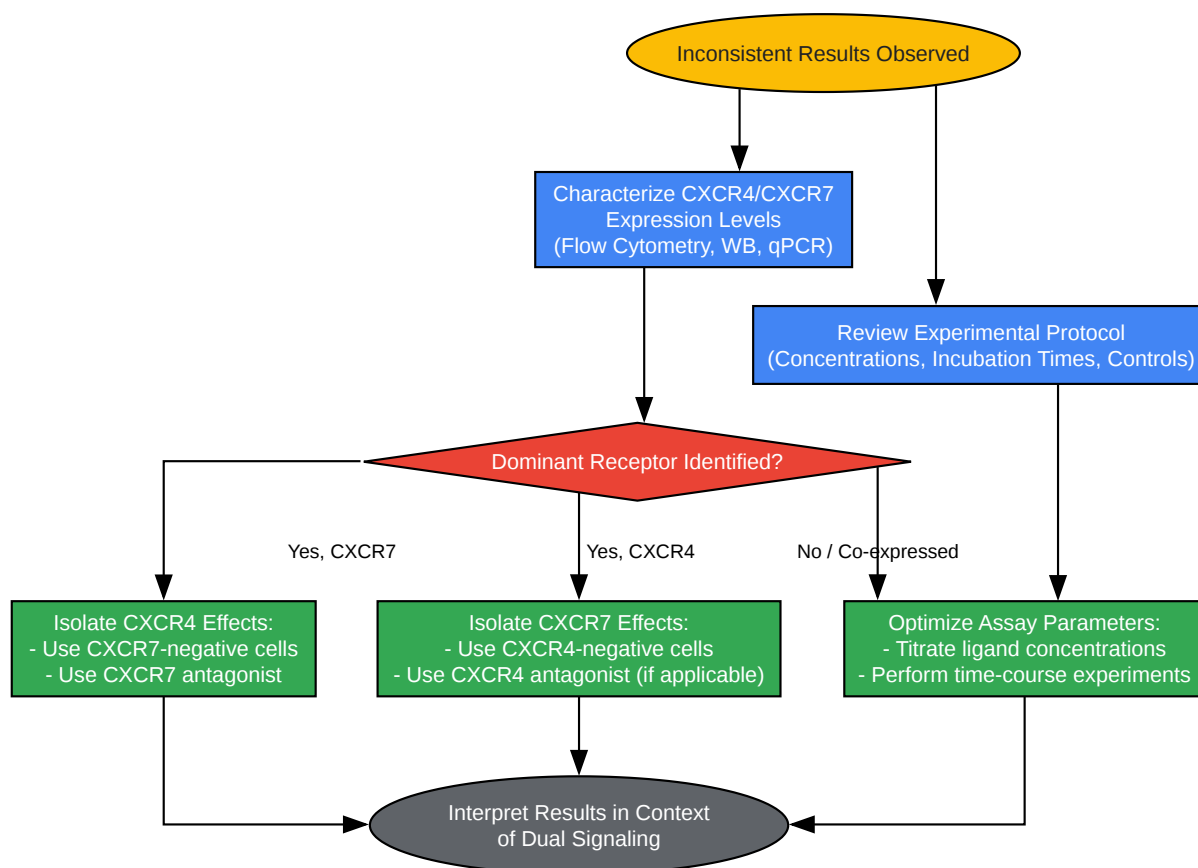 Inconsistent Results Observed
Characterize CXCR4/CXCR7
Expression Levels
(Flow Cytometry, WB, qPCR)
Review Experimental Protocol
(Concentrations, Incubation Times, Controls)
Dominant Receptor Identified?
Yes, CXCR7
Yes, CXCR4
No / Co-expressed
Isolate CXCR4 Effects:
- Use CXCR7-negative cells
- Use CXCR7 antagonist
Isolate CXCR7 Effects:
- Use CXCR4-negative cells
- Use CXCR4 antagonist (if applicable)
Optimize Assay Parameters:
- Titrate ligand concentrations
- Perform time-course experiments
Interpret Results in Context
of Dual Signaling